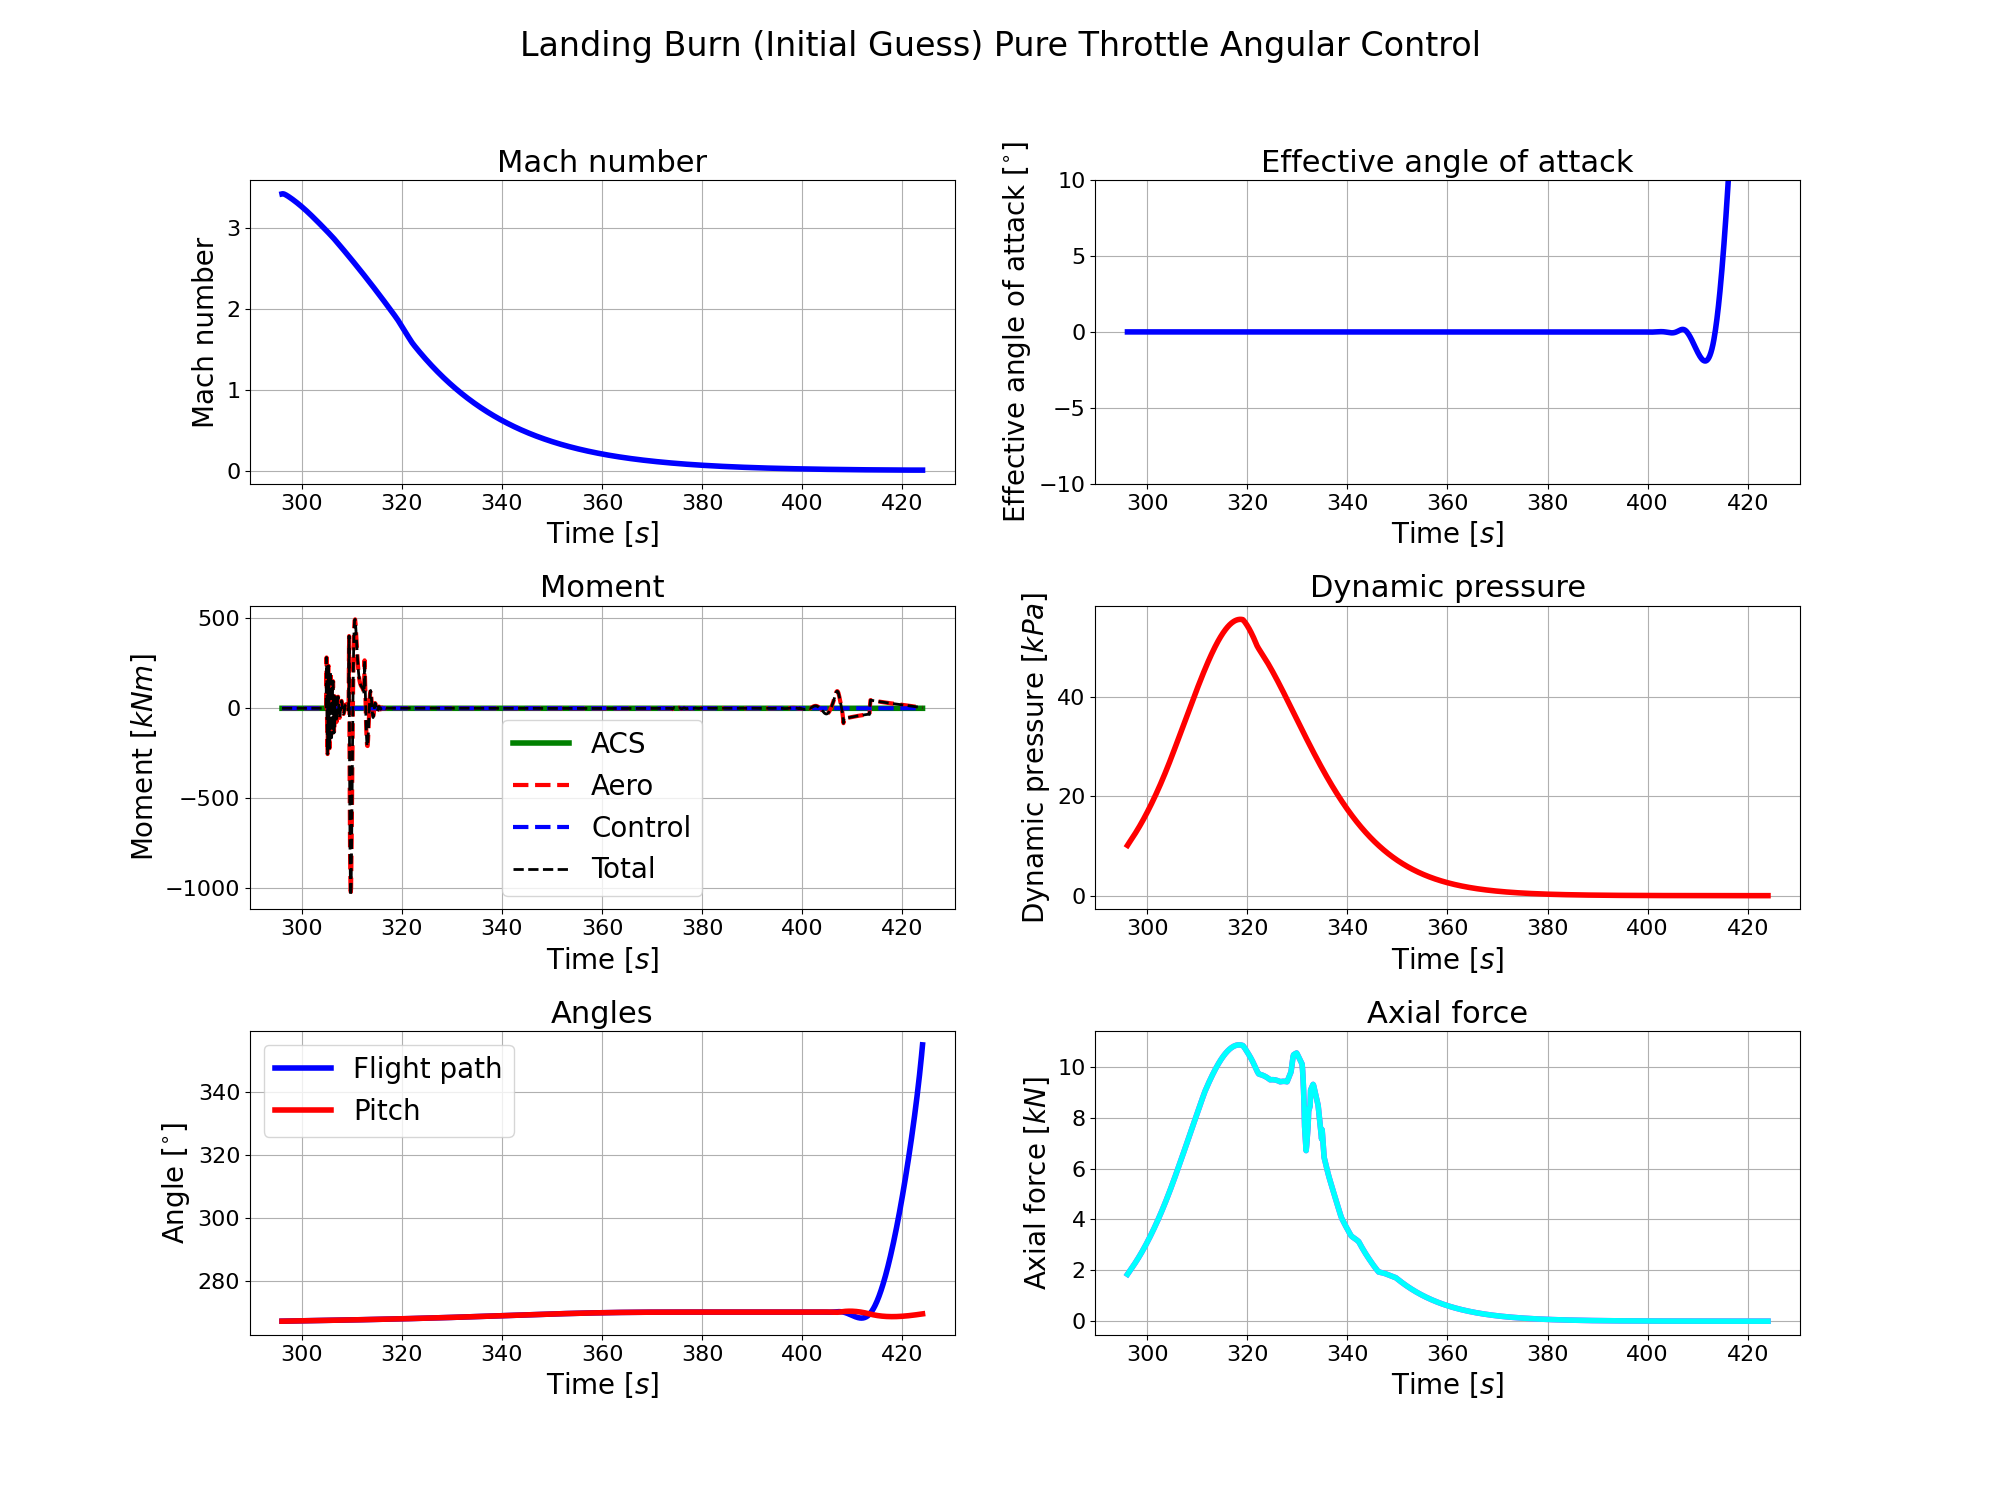 Landing Burn (Initial Guess) Pure Throttle Angular Control
Mach number
Mach number
3
2
1
0
300 320 340 360 380 400 420
Time [s]
Effective angle of attack
Effective angle of attack [°]
10
5
0
−5
−10
300 320 340 360 380 400 420
Time [s]
Moment
Moment [kNm]
500
0
−500
−1000
ACS
Aero
Control
Total
300 320 340 360 380 400 420
Time [s]
Dynamic pressure
Dynamic pressure [kPa]
40
20
0
300 320 340 360 380 400 420
Time [s]
Angles
Angle [°]
340
320
300
280
Flight path
Pitch
300 320 340 360 380 400 420
Time [s]
Axial force
Axial force [kN]
10
8
6
4
2
0
300 320 340 360 380 400 420
Time [s]